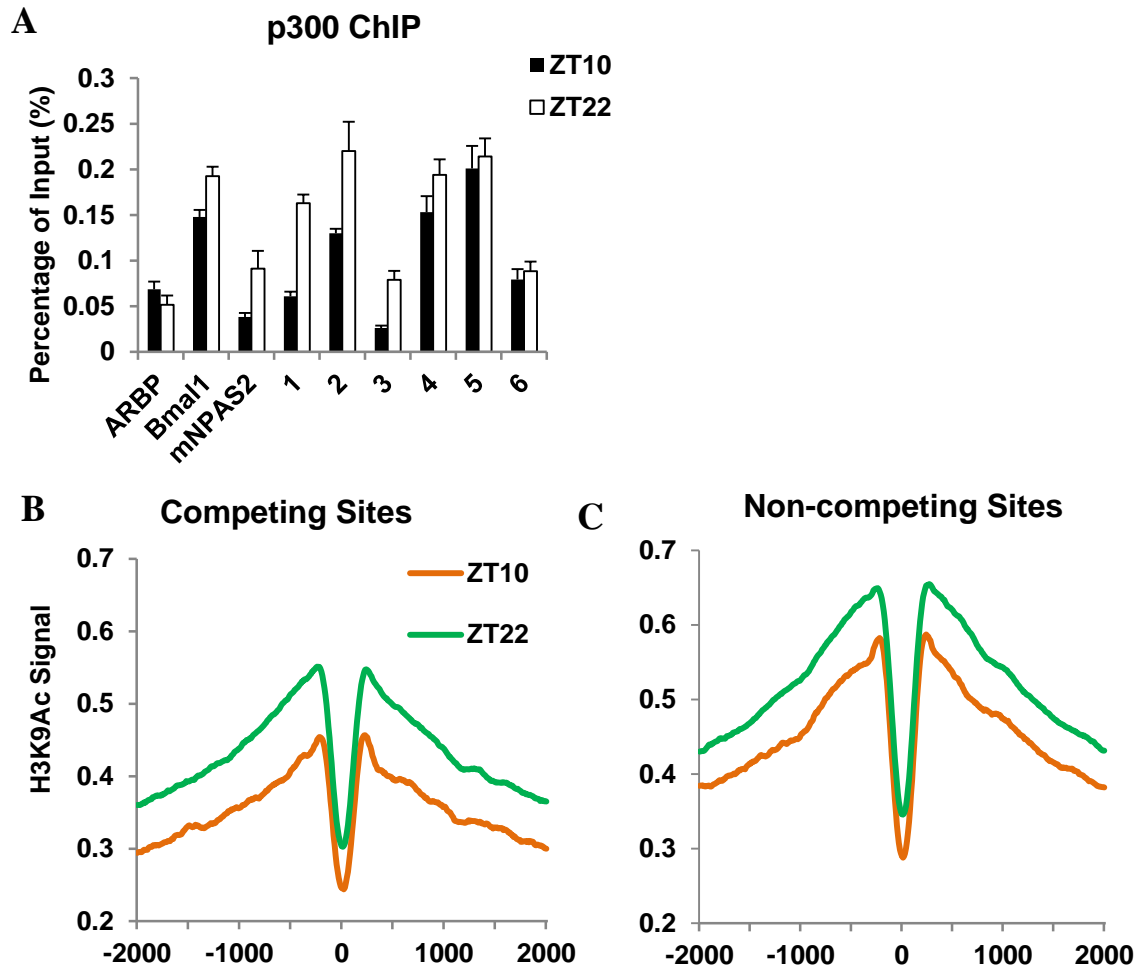 A
p300 ChIP
ZT10
ZT22
Percentage of Input (%)
0.3
0.25
0.2
0.15
0.1
0.05
0
ARBP
Bmal1
mNPAS2
1
2
3
4
5
6
B
Competing Sites
ZT10
ZT22
H3K9Ac Signal
0.7
0.6
0.5
0.4
0.3
0.2
-2000
-1000
0
1000
2000
C
Non-competing Sites
0.7
0.6
0.5
0.4
0.3
0.2
-2000
-1000
0
1000
2000